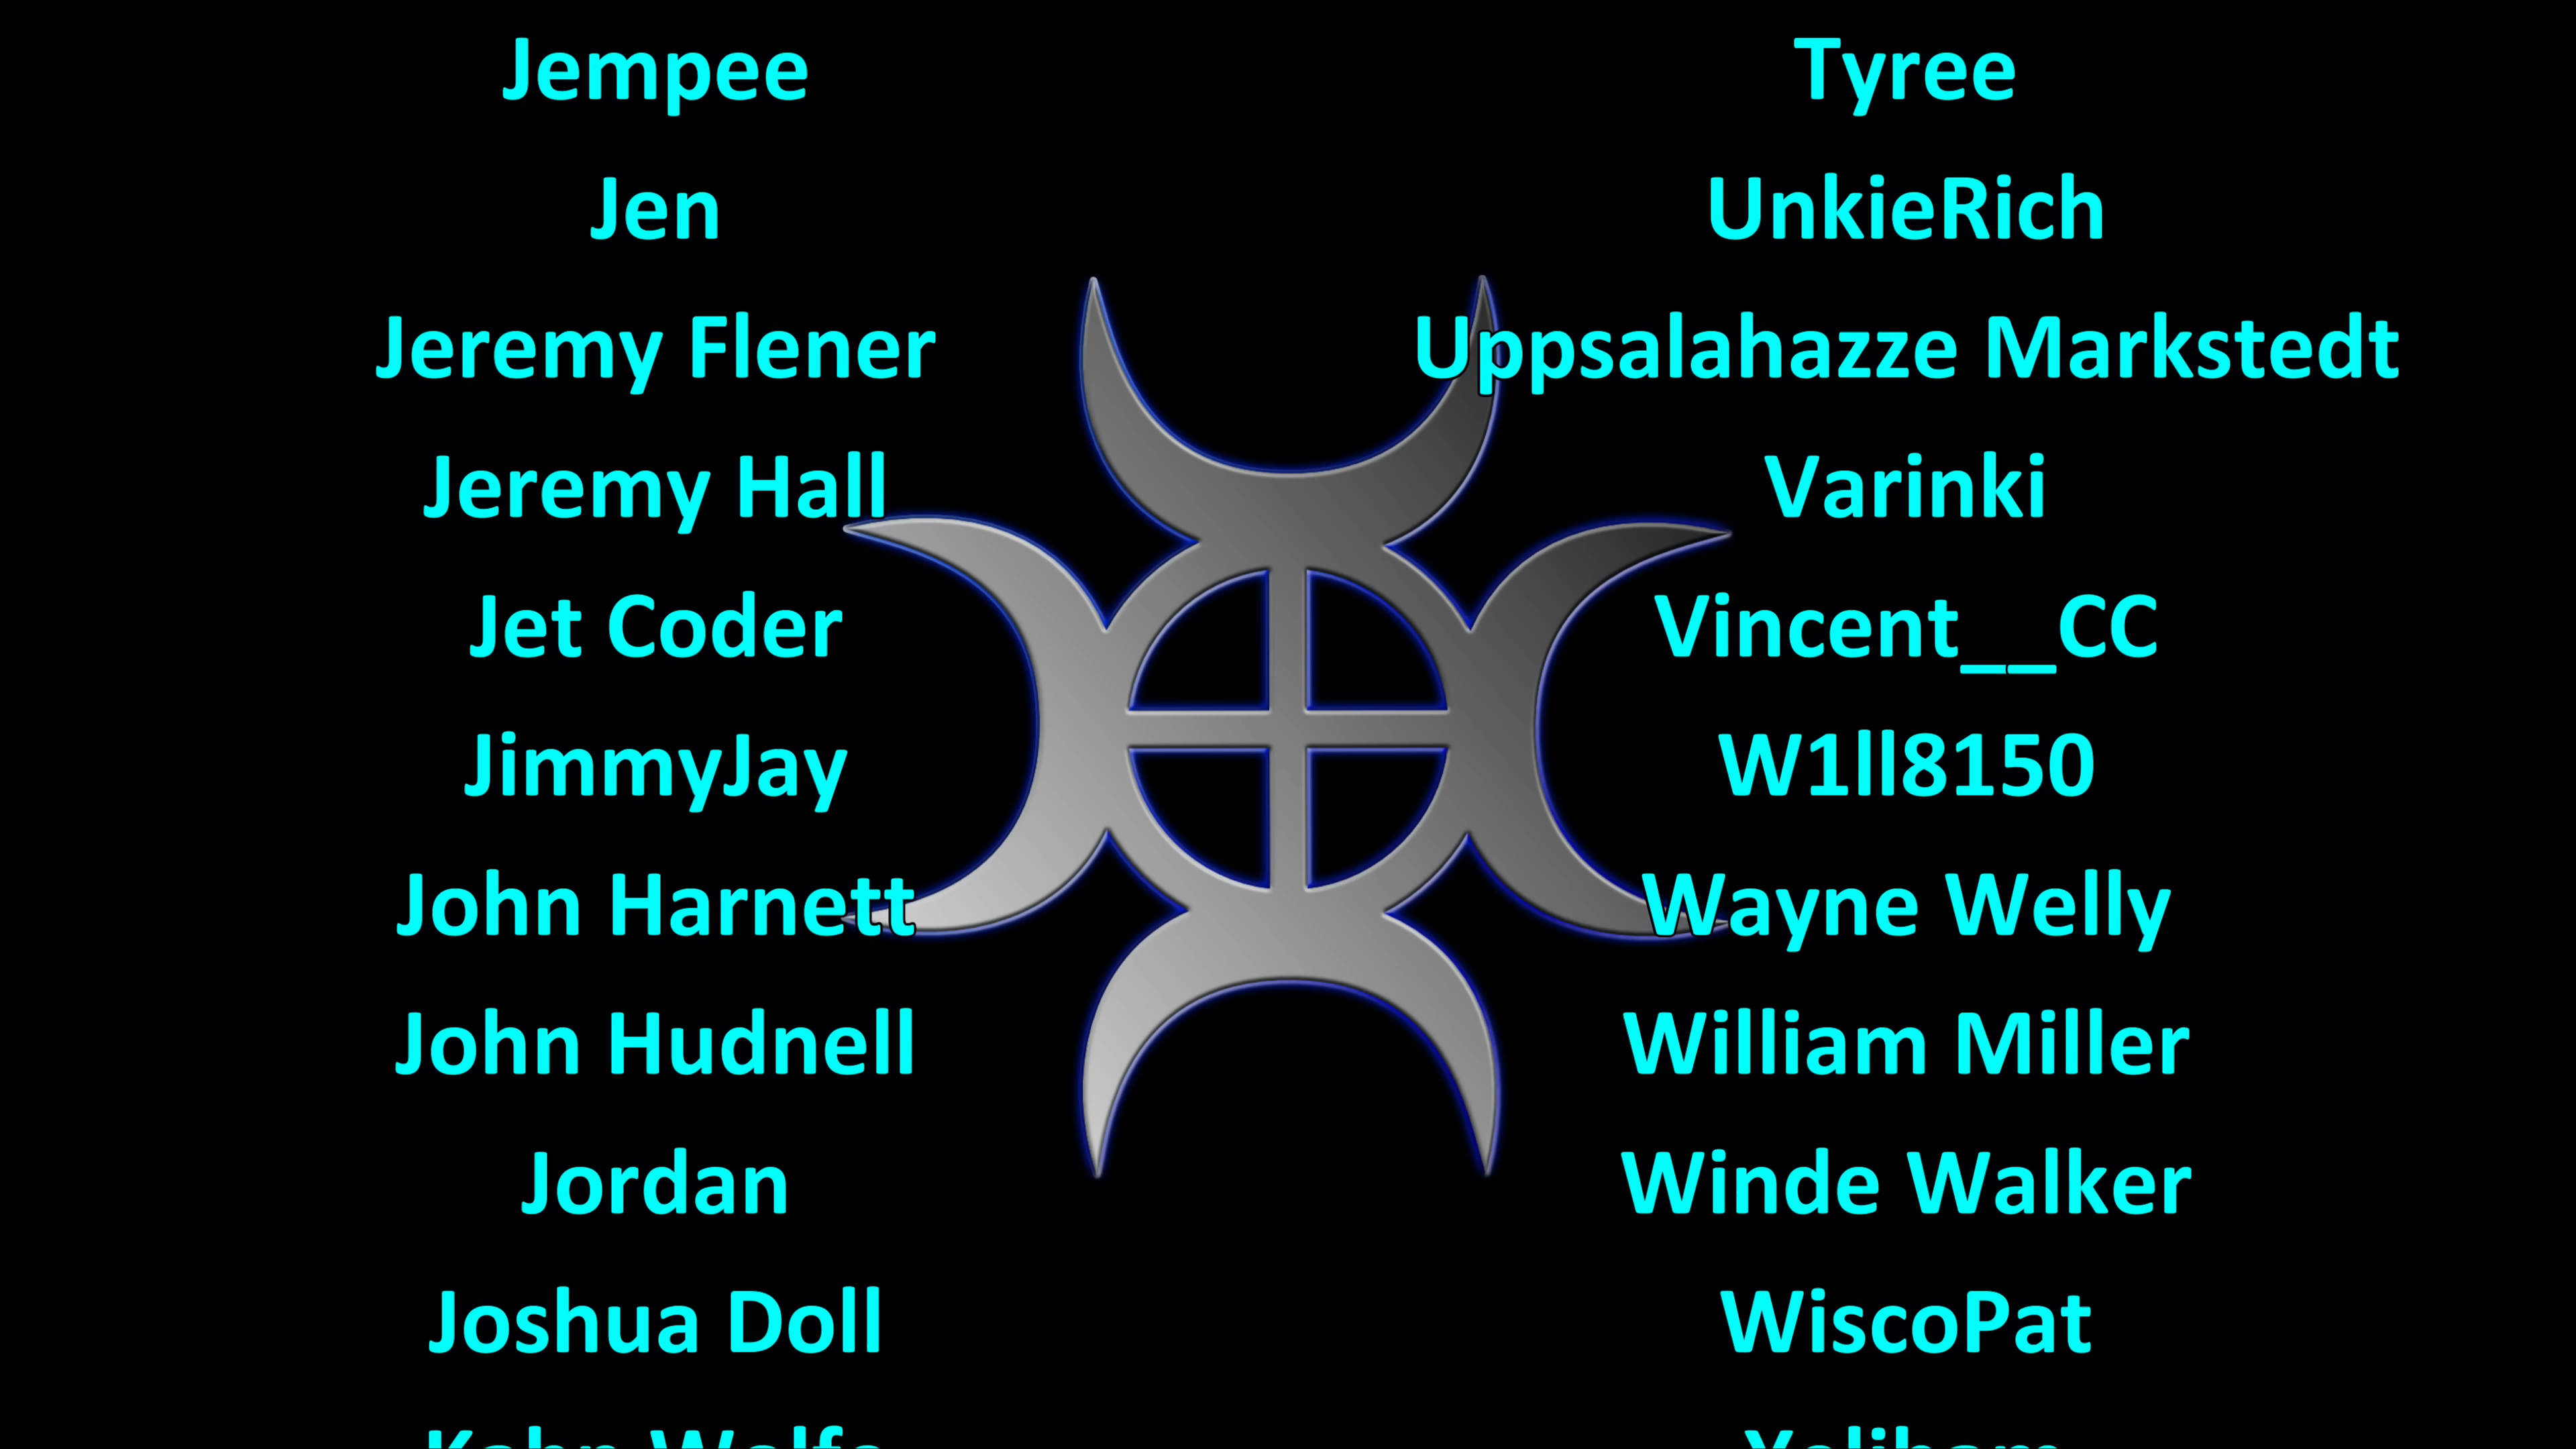 Jempee
Jen
Jeremy Flener
Jeremy Hall
Jet Coder
JimmyJay
John Harnett
John Hudnell
Jordan
Joshua Doll
Tyree
UnkieRich
Uppsalahazze Markstedt
Varinki
Vincent__CC
W1ll8150
Wayne Welly
William Miller
Winde Walker
WiscoPat